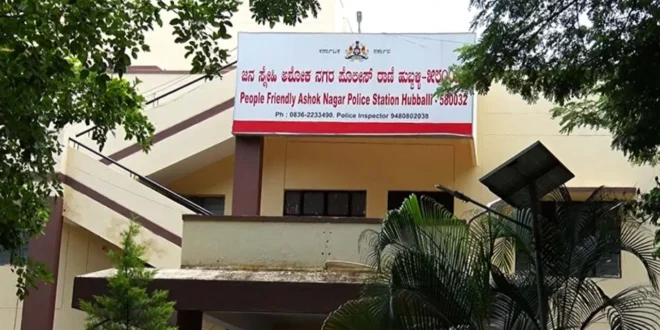 ಕರ್ನಾಟಕ ಸರ್ಕಾರ
ಜನ ಸ್ನೇಹಿ ಅಶೋಕ ನಗರ ಪೊಲೀಸ್ ಠಾಣೆ ಹುಬ್ಬಳ್ಳಿ
People Friendly Ashok Nagar Police Station Hubballi - 580032
Ph : 0836-2233490. Police Inspector 9480802038